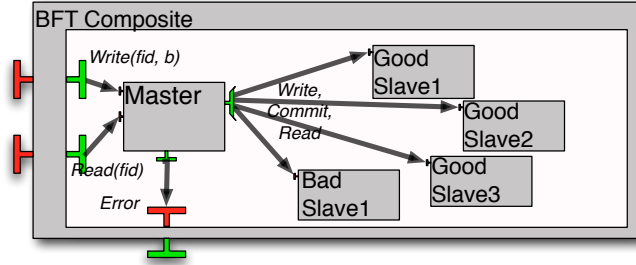 BFT Composite
Write(fid, b)
Good
Slave1
Master
Write,
Commit,
Read
Good
Slave2
Read(fid)
Good
Slave3
Bad
Slave1
Error